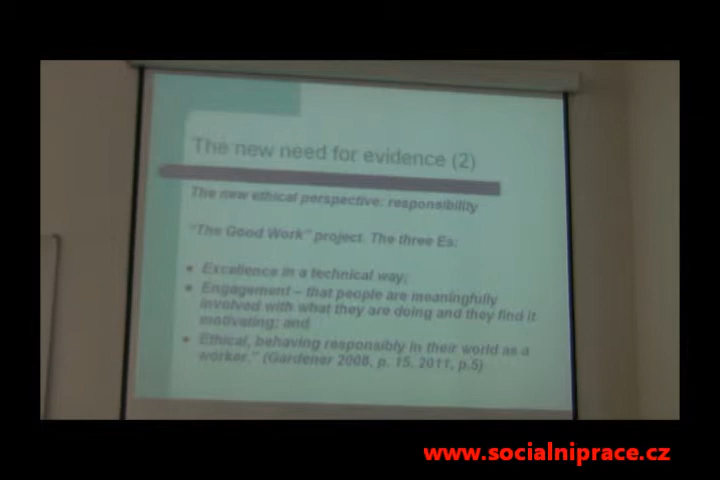 The new need for evidence (2)
The new ethical perspective: responsibility
"The Good Work" project. The three Es:
• Excellence in a technical way;
• Engagement – that people are meaningfully
involved with what they are doing and they find it
motivating; and
• Ethical, behaving responsibly in their world as a
worker." (Gardener 2008, p. 15, 2011, p.5)
www.socialniprace.cz